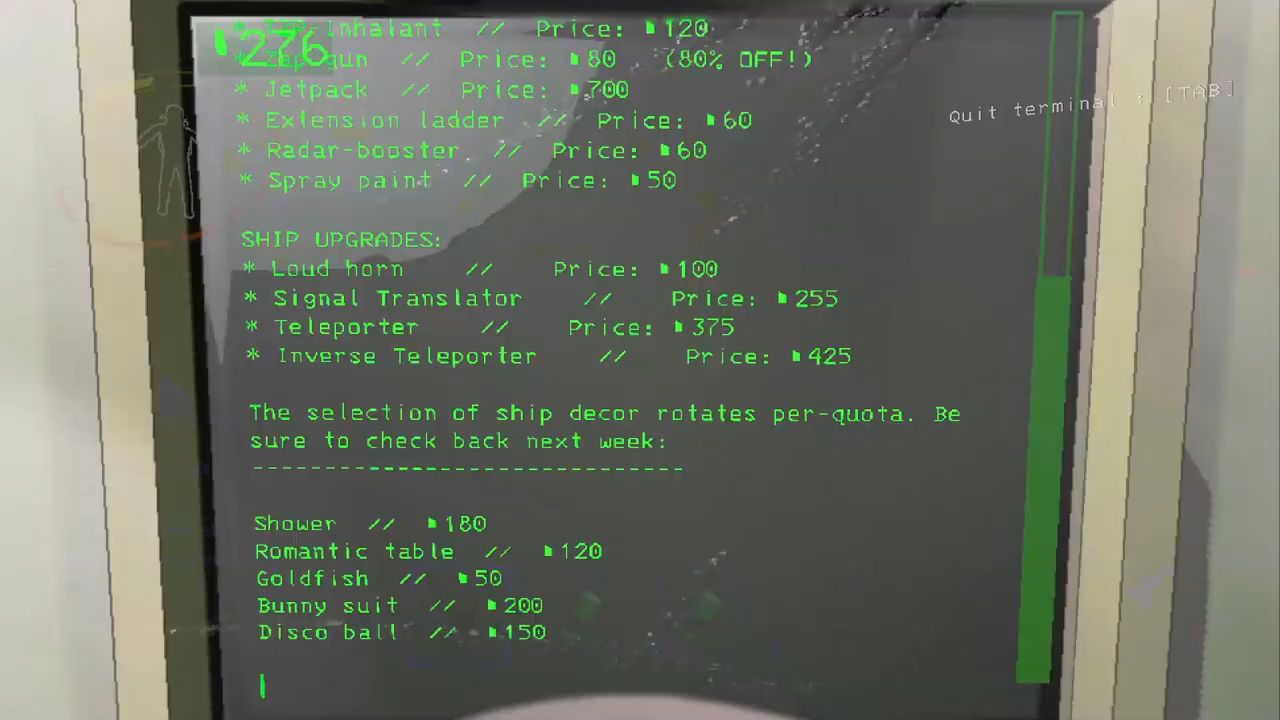 * TZP-Inhalant // Price: ▮120
▮276
* Zap gun // Price: ▮80 (80% OFF!)
* Jetpack // Price: ▮700
Quit terminal : [TAB]
* Extension ladder // Price: ▮60
* Radar-booster // Price: ▮60
* Spray paint // Price: ▮50
SHIP UPGRADES:
* Loud horn // Price: ▮100
* Signal Translator // Price: ▮255
* Teleporter // Price: ▮375
* Inverse Teleporter // Price: ▮425
The selection of ship decor rotates per-quota. Be
sure to check back next week:
------------------------------
Shower // ▮180
Romantic table // ▮120
Goldfish // ▮50
Bunny suit // ▮200
Disco ball // ▮150